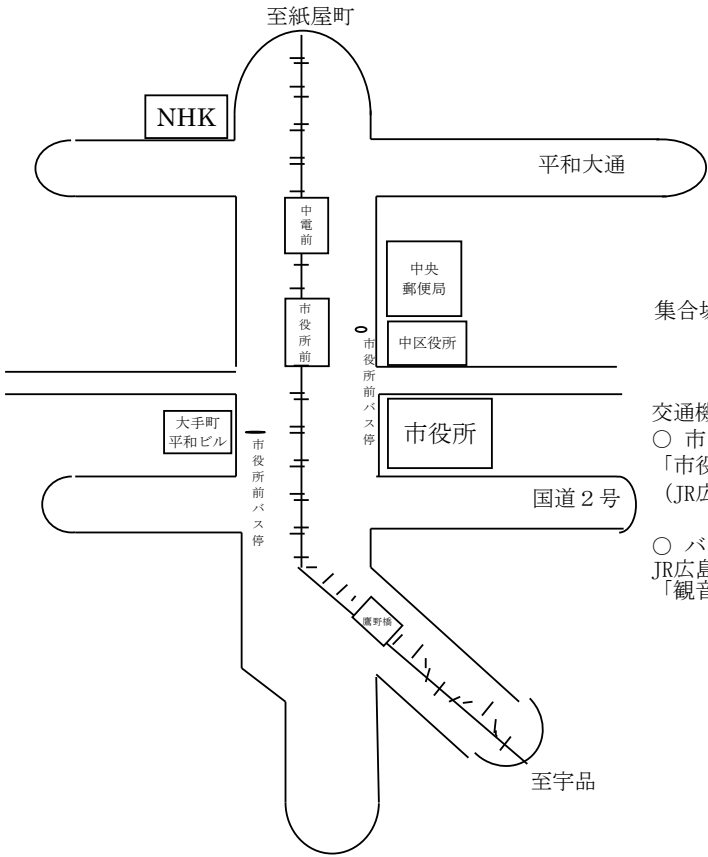 至紙屋町
NHK
平和大通
中電前
中央
郵便局
集合場
市役所前
中区役所
市役所前バス停
交通機
大手町
平和ビル
市役所
○ 市
市役所前バス停
「市役
国道２号
（JR広
○ バ
JR広島
「観音
鷹野橋
至宇品